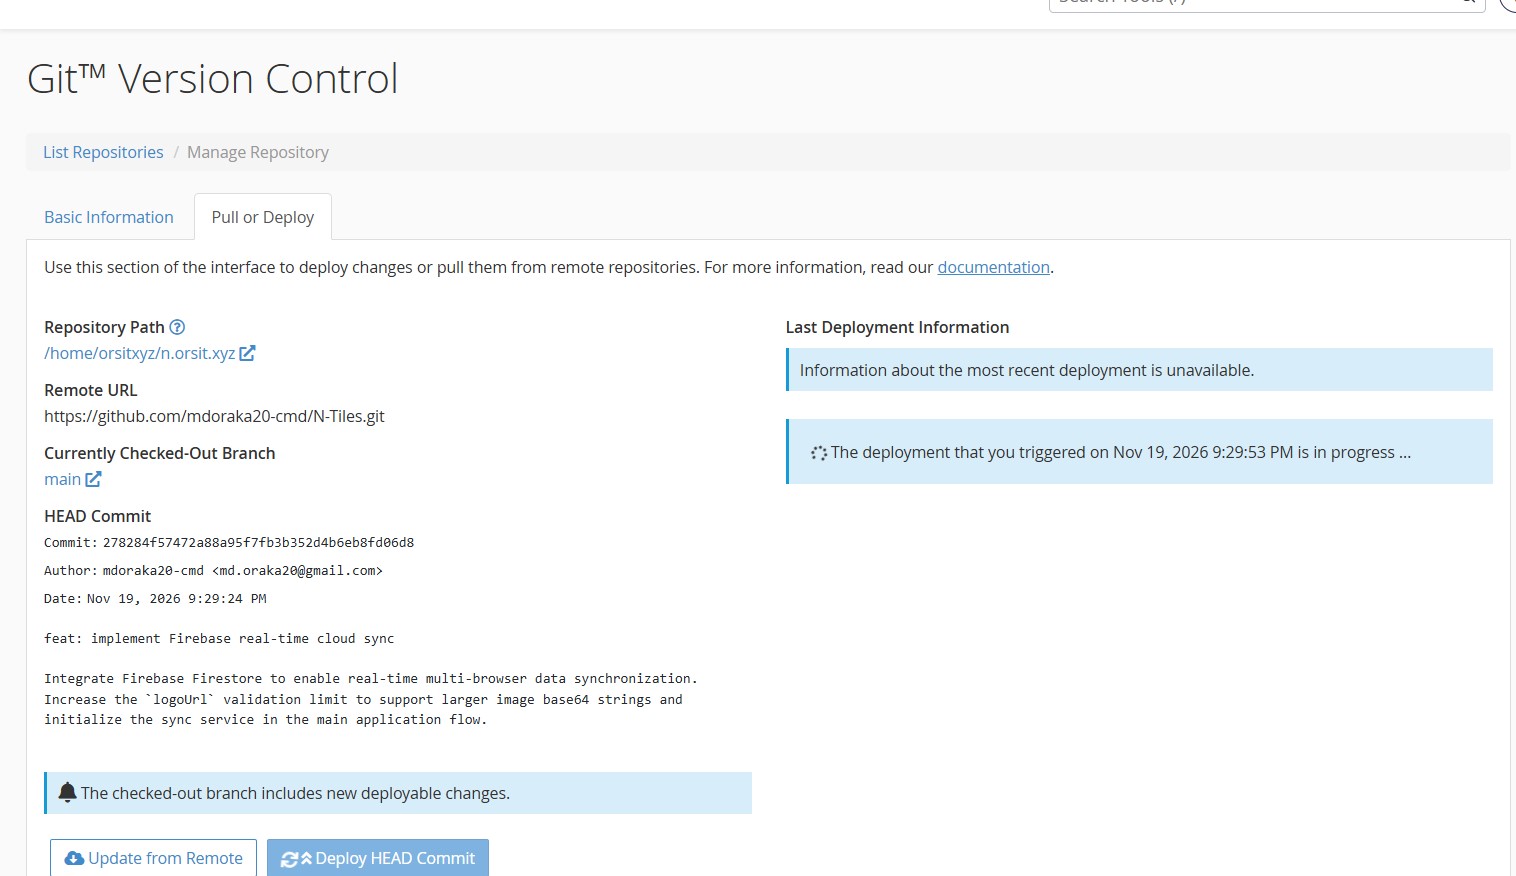 Search Tools (/)
Git™ Version Control
List Repositories / Manage Repository
Basic Information
Pull or Deploy
Use this section of the interface to deploy changes or pull them from remote repositories. For more information, read our documentation.
Repository Path
/home/orsitxyz/n.orsit.xyz
Remote URL
https://github.com/mdoraka20-cmd/N-Tiles.git
Currently Checked-Out Branch
main
HEAD Commit
Commit: 278284f57472a88a95f7fb3b352d4b6eb8fd06d8
Author: mdoraka20-cmd <md.oraka20@gmail.com>
Date: Nov 19, 2026 9:29:24 PM
feat: implement Firebase real-time cloud sync
Integrate Firebase Firestore to enable real-time multi-browser data synchronization.
Increase the `logoUrl` validation limit to support larger image base64 strings and
initialize the sync service in the main application flow.
The checked-out branch includes new deployable changes.
Update from Remote
Deploy HEAD Commit
Last Deployment Information
Information about the most recent deployment is unavailable.
The deployment that you triggered on Nov 19, 2026 9:29:53 PM is in progress ...